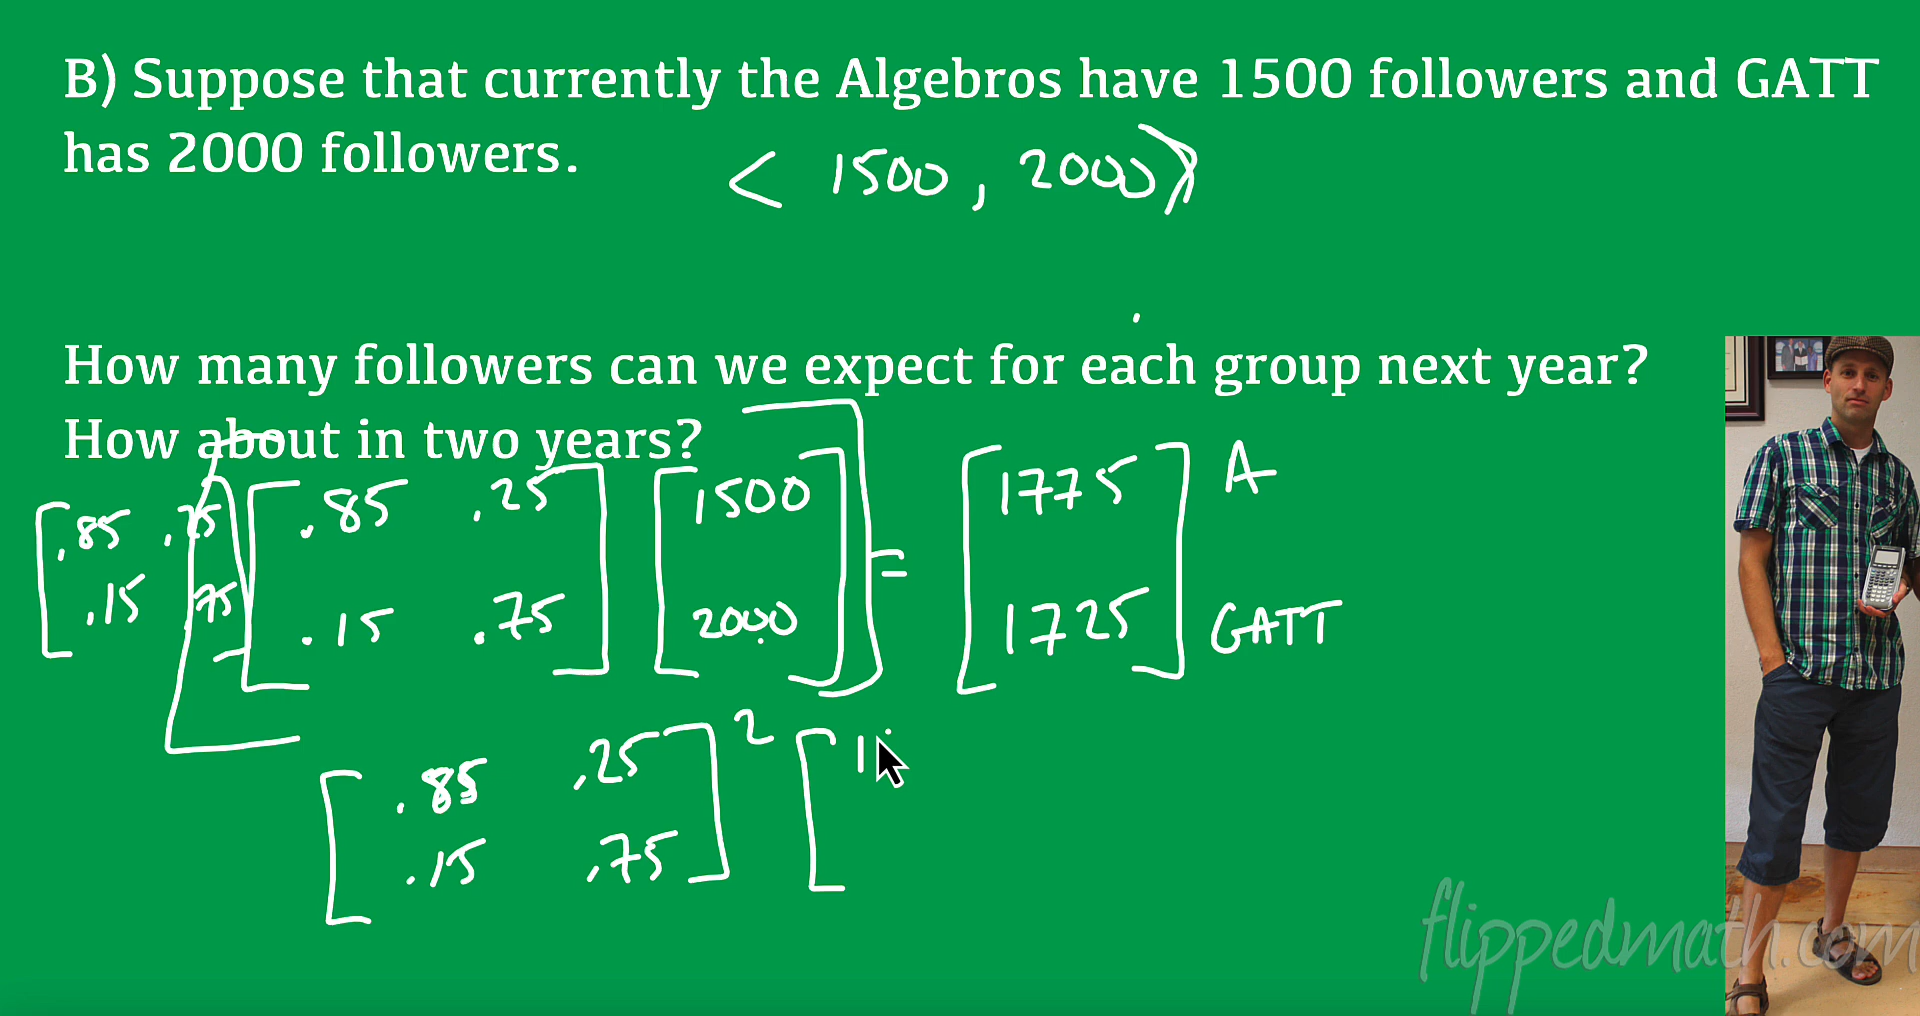 B) Suppose that currently the Algebros have 1500 followers and GATT
has 2000 followers.
< 1500 , 2000 >
How many followers can we expect for each group next year?
How about in two years?
[.85 .25 [ [.85 .25] [1500 ] ] = [1775] A
.15 .75 .15 .75 2000 1725 GATT
[.85 .25]² [1
.15 .75
flippedmath.com